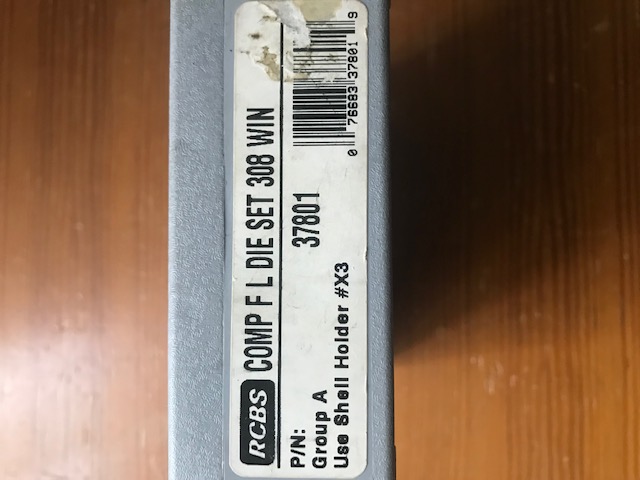 RCBS COMP F L DIE SET 308 WIN
P/N: 37801
Group A
Use Shell Holder #X3
0 76683 37801 9